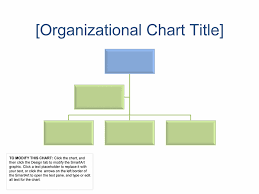 [Organizational Chart Title]
TO MODIFY THIS CHART: Click the chart, and
then click the Design tab to modify the SmartArt
graphic. Click a text placeholder to replace it with
your text, or click the arrows on the left border of
the SmartArt to open the text pane, and type or edit
all text for the chart.